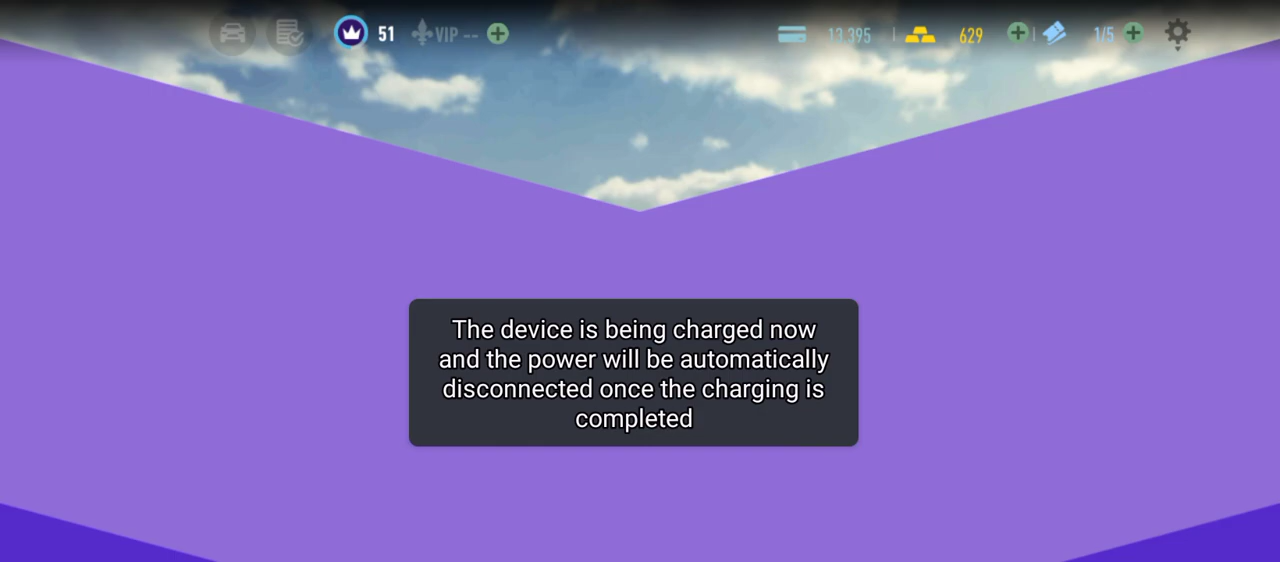 51 VIP -- 13,395 629 1/5
The device is being charged now
and the power will be automatically
disconnected once the charging is
completed